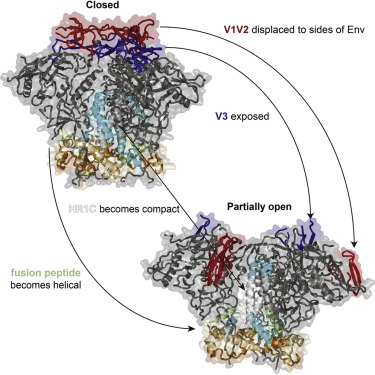 Closed
V1V2 displaced to sides of Env
V3 exposed
HR1C becomes compact
Partially open
fusion peptide
becomes helical